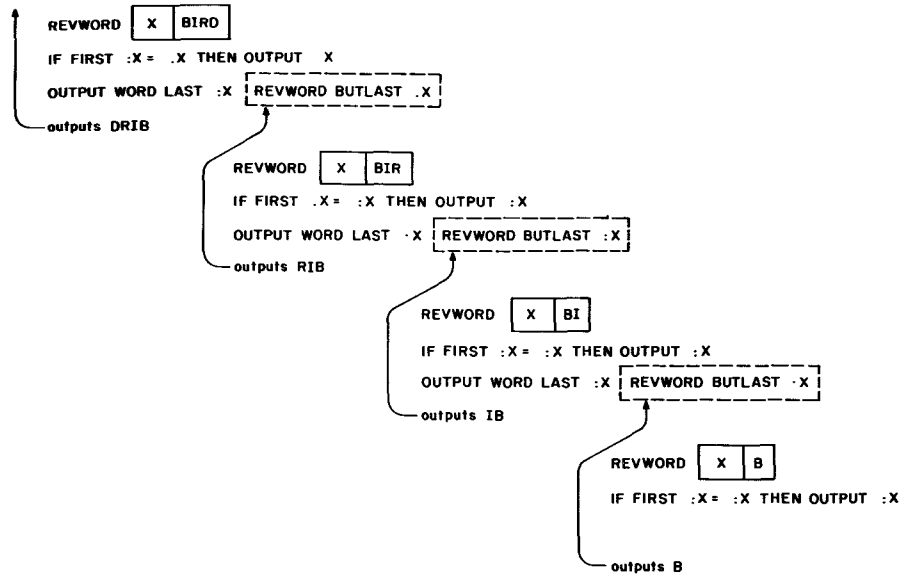 REVWORD X BIRD
IF FIRST :X = .X THEN OUTPUT X
OUTPUT WORD LAST :X REVWORD BUTLAST .X
outputs DRIB
REVWORD X BIR
IF FIRST .X = :X THEN OUTPUT :X
OUTPUT WORD LAST ·X REVWORD BUTLAST :X
outputs RIB
REVWORD X BI
IF FIRST :X = :X THEN OUTPUT :X
OUTPUT WORD LAST :X REVWORD BUTLAST ·X
outputs IB
REVWORD X B
IF FIRST :X = :X THEN OUTPUT :X
outputs B